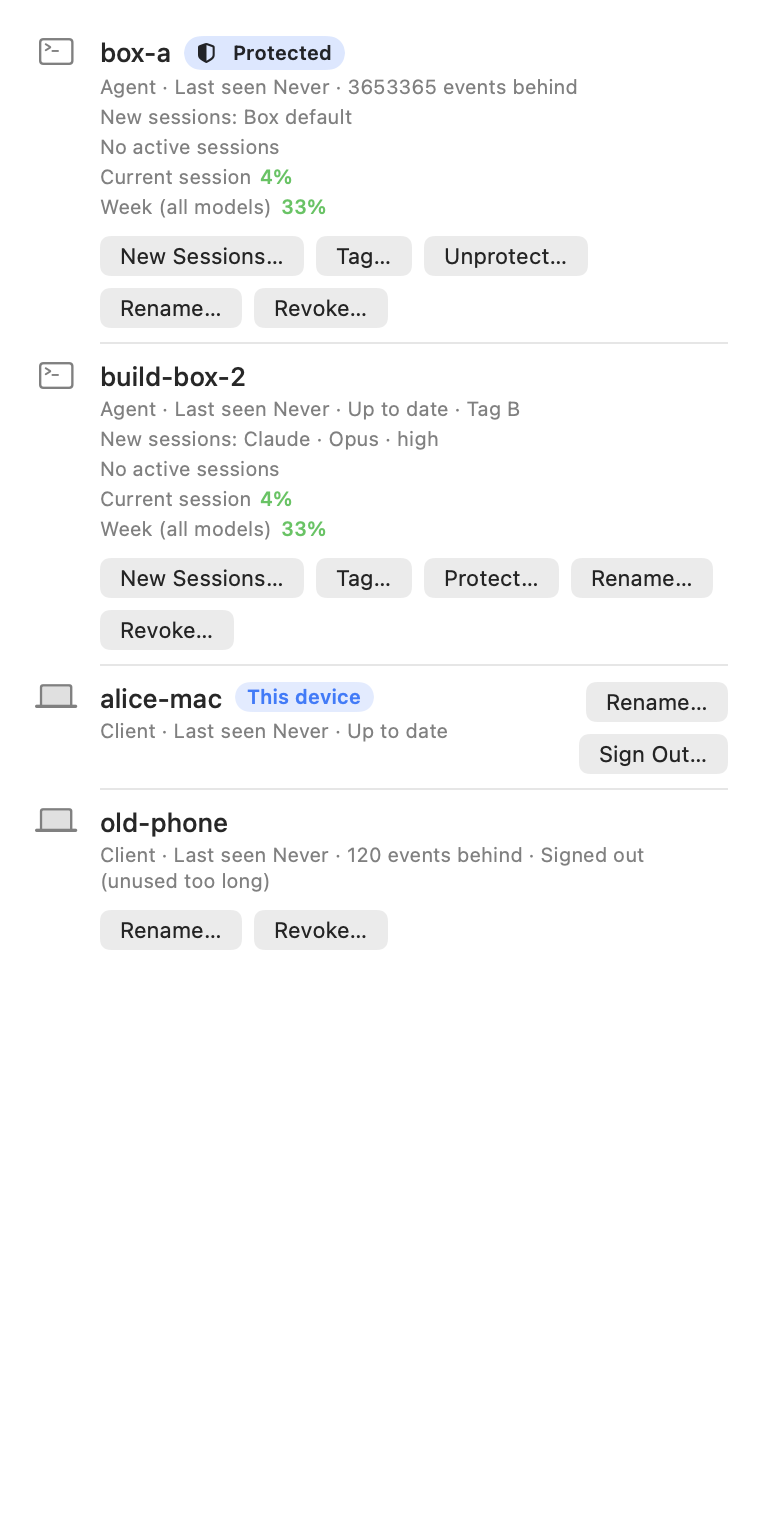 box-a Protected
Agent · Last seen Never · 3653365 events behind
New sessions: Box default
No active sessions
Current session 4%
Week (all models) 33%
New Sessions... Tag... Unprotect...
Rename... Revoke...
build-box-2
Agent · Last seen Never · Up to date · Tag B
New sessions: Claude · Opus · high
No active sessions
Current session 4%
Week (all models) 33%
New Sessions... Tag... Protect... Rename...
Revoke...
alice-mac This device
Rename...
Client · Last seen Never · Up to date
Sign Out...
old-phone
Client · Last seen Never · 120 events behind · Signed out
(unused too long)
Rename... Revoke...